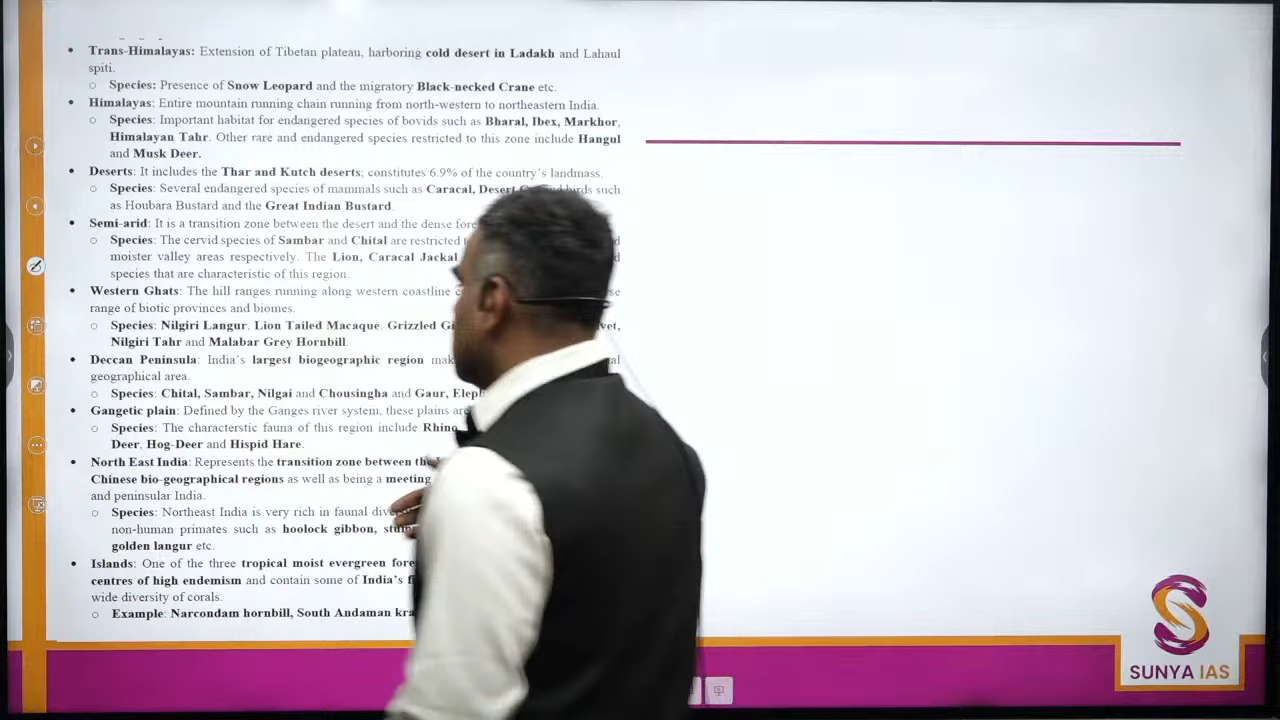 • Trans-Himalayas: Extension of Tibetan plateau, harboring cold desert in Ladakh and Lahaul
spiti.
o Species: Presence of Snow Leopard and the migratory Black-necked Crane etc.
• Himalayas: Entire mountain running chain running from north-western to northeastern India.
o Species: Important habitat for endangered species of bovids such as Bharal, Ibex, Markhor,
Himalayan Tahr. Other rare and endangered species restricted to this zone include Hangul
and Musk Deer.
• Deserts: It includes the Thar and Kutch deserts; constitutes 6.9% of the country's landmass.
o Species: Several endangered species of mammals such as Caracal, Desert birds such
as Houbara Bustard and the Great Indian Bustard.
• Semi-arid: It is a transition zone between the desert and the dense
o Species: The cervid species of Sambar and Chital are restricted
moister valley areas respectively. The Lion, Caracal Jackal
species that are characteristic of this region.
• Western Ghats: The hill ranges running along western coastline
range of biotic provinces and biomes.
o Species: Nilgiri Langur, Lion Tailed Macaque, Grizzled
Nilgiri Tahr and Malabar Grey Hornbill.
• Deccan Peninsula: India's largest biogeographic region
geographical area.
o Species: Chital, Sambar, Nilgai and Chousingha and Gaur,
• Gangetic plain: Defined by the Ganges river system, these plains
o Species: The characterstic fauna of this region include Rhino
Deer, Hog-Deer and Hispid Hare.
• North East India: Represents the transition zone between the
Chinese bio-geographical regions as well as being a meeting
and peninsular India.
o Species: Northeast India is very rich in faunal
non-human primates such as hoolock gibbon,
golden langur etc.
• Islands: One of the three tropical moist evergreen
centres of high endemism and contain some of India's
wide diversity of corals.
o Example: Narcondam hornbill, South Andaman
SUNYA IAS